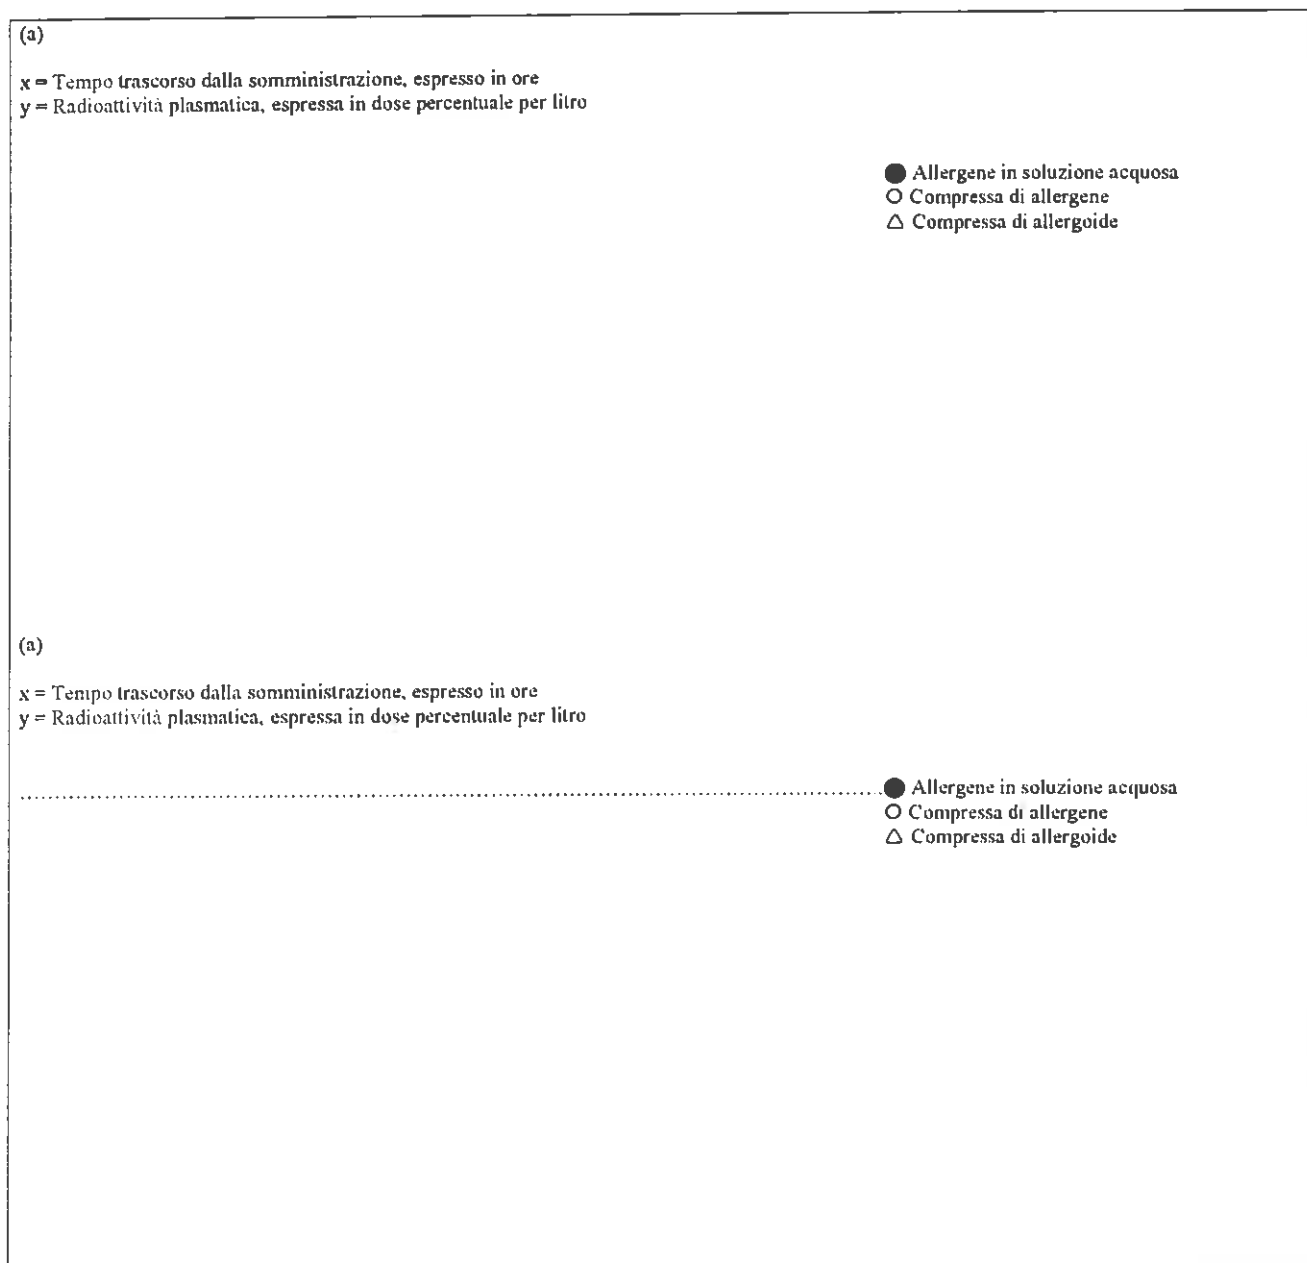 (a)
x = Tempo trascorso dalla somministrazione, espresso in ore
y = Radioattività plasmatica, espressa in dose percentuale per litro
● Allergene in soluzione acquosa
○ Compressa di allergene
△ Compressa di allergoide
(a)
x = Tempo trascorso dalla somministrazione, espresso in ore
y = Radioattività plasmatica, espressa in dose percentuale per litro
● Allergene in soluzione acquosa
○ Compressa di allergene
△ Compressa di allergoide